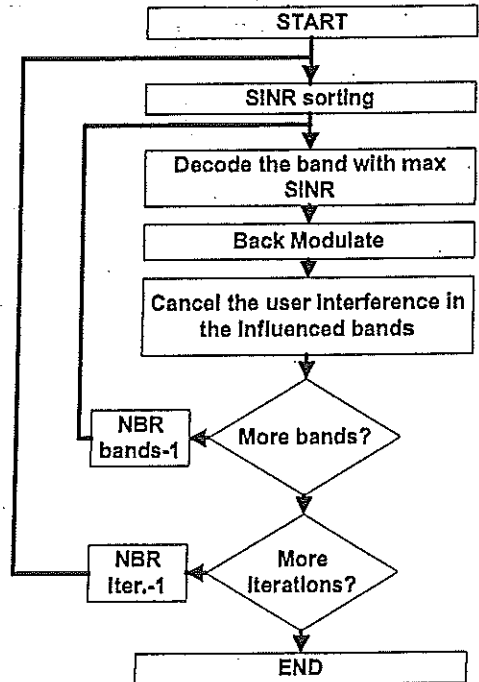 START
SINR sorting
Decode the band with max
SINR
Back Modulate
Cancel the user Interference in
the Influenced bands
More bands?
NBR
bands-1
More
Iterations?
NBR
Iter.-1
END